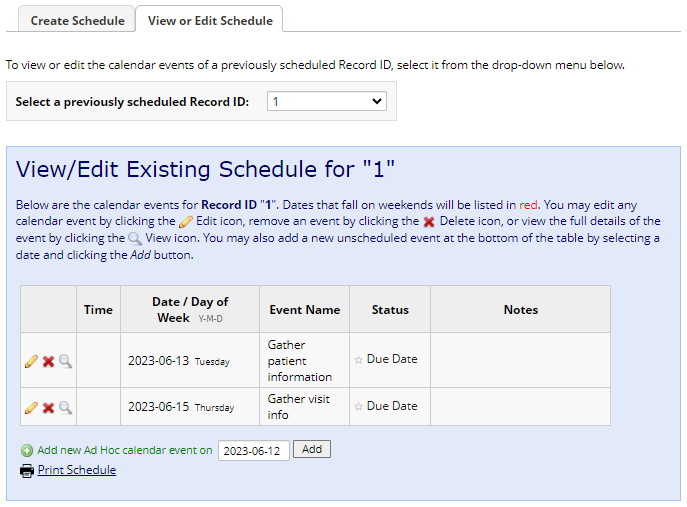 Create Schedule
View or Edit Schedule
To view or edit the calendar events of a previously scheduled Record ID, select it from the drop-down menu below.
Select a previously scheduled Record ID:
1
View/Edit Existing Schedule for "1"
Below are the calendar events for Record ID "1". Dates that fall on weekends will be listed in red. You may edit any
calendar event by clicking the Edit icon, remove an event by clicking the Delete icon, or view the full details of the
event by clicking the View icon. You may also add a new unscheduled event at the bottom of the table by selecting a
date and clicking the Add button.
Time
Date / Day of
Week Y-M-D
Event Name
Status
Notes
2023-06-13 Tuesday
Gather
patient
information
Due Date
2023-06-15 Thursday
Gather visit
info
Due Date
Add new Ad Hoc calendar event on 2023-06-12 Add
Print Schedule